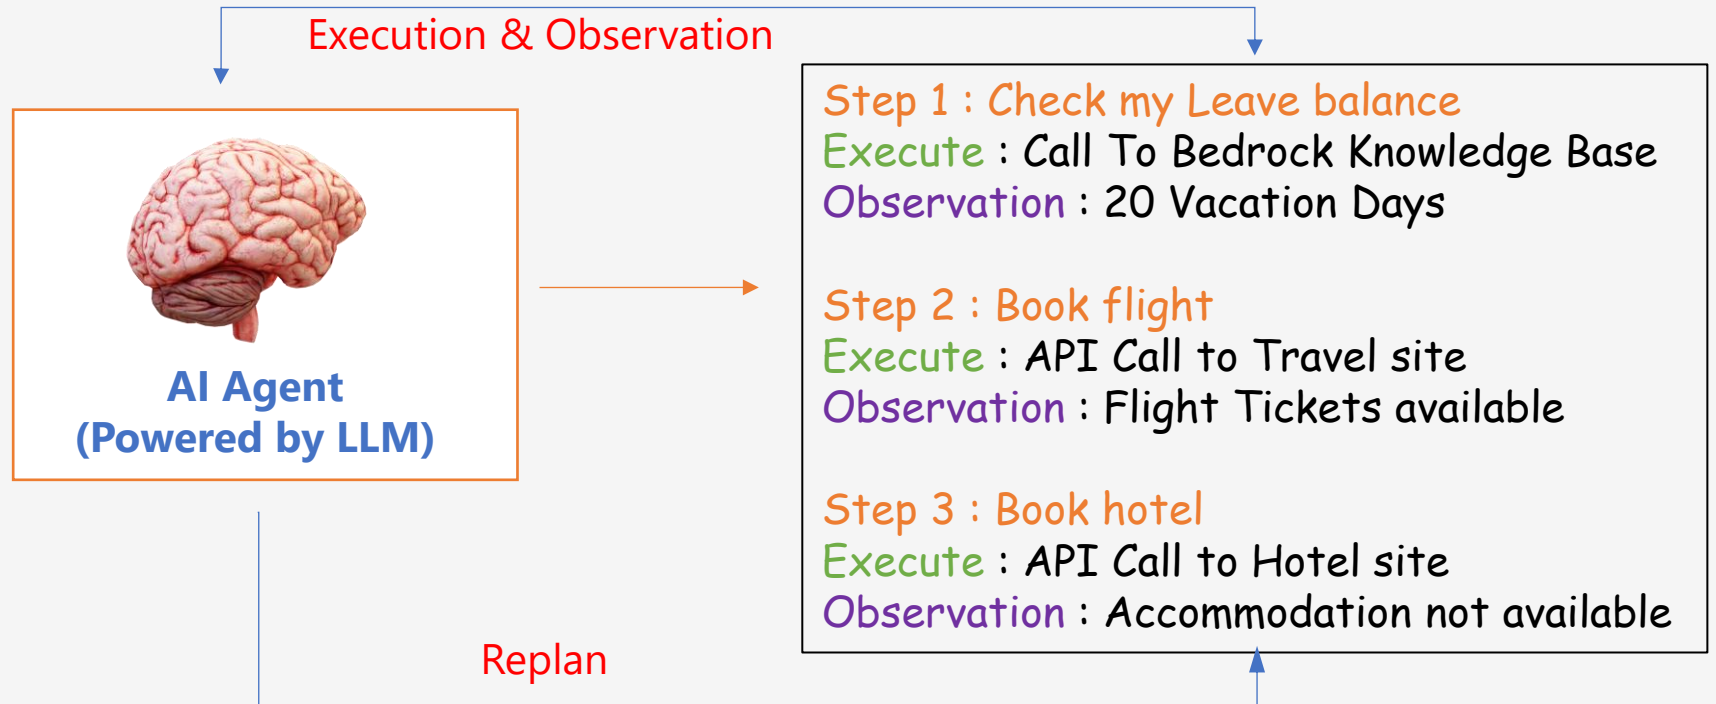 Execution & Observation
Step 1 : Check my Leave balance
Execute : Call To Bedrock Knowledge Base
Observation : 20 Vacation Days
Step 2 : Book flight
Execute : API Call to Travel site
Observation : Flight Tickets available
Step 3 : Book hotel
Execute : API Call to Hotel site
Observation : Accommodation not available
AI Agent
(Powered by LLM)
Replan